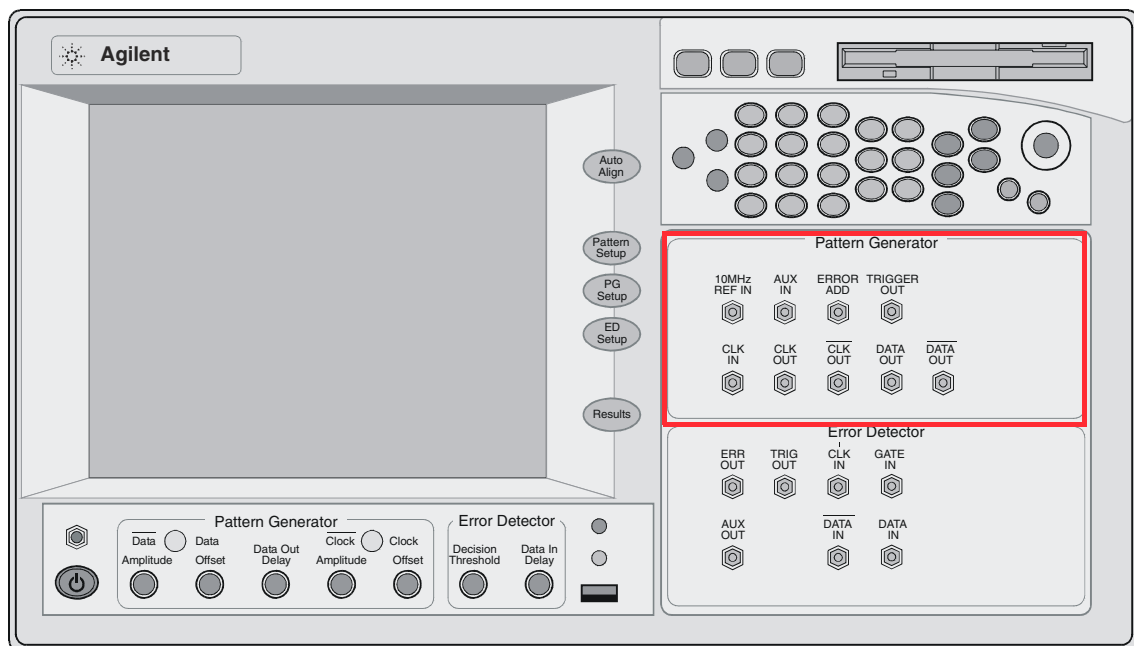 Agilent
Auto
Align
Pattern
Setup
PG
Setup
ED
Setup
Results
Pattern Generator
10MHz
REF IN
AUX
IN
ERROR
ADD
TRIGGER
OUT
CLK
IN
CLK
OUT
CLK
OUT
DATA
OUT
DATA
OUT
Error Detector
ERR
OUT
TRIG
OUT
CLK
IN
GATE
IN
AUX
OUT
DATA
IN
DATA
IN
Pattern Generator
Data
Data
Amplitude
Offset
Data Out
Delay
Clock
Clock
Amplitude
Offset
Error Detector
Decision
Threshold
Data In
Delay